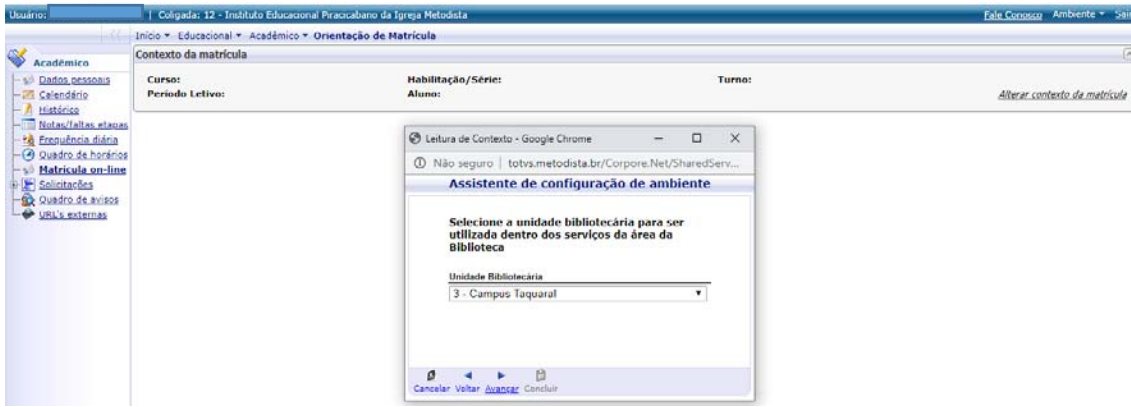 Usuário:
| Coligada: 12 - Instituto Educacional Piracicabano da Igreja Metodista
Fale Conosco Ambiente Sair
Início Educacional Acadêmico Orientação de Matrícula
Acadêmico
Dados pessoais
Calendário
Histórico
Notas/faltas etapas
Frequência diária
Quadro de horários
Matrícula on-line
Solicitações
Quadro de avisos
URL's externas
Contexto da matrícula
Curso: Habilitação/Série: Turno:
Período Letivo: Aluno: Alterar contexto da matrícula
Leitura de Contexto - Google Chrome
Não seguro | totvs.metodista.br/Corpore.Net/SharedServ...
Assistente de configuração de ambiente
Selecione a unidade bibliotecária para ser
utilizada dentro dos serviços da área da
Biblioteca
Unidade Bibliotecária
3 - Campus Taquaral
Cancelar Voltar Avançar Concluir